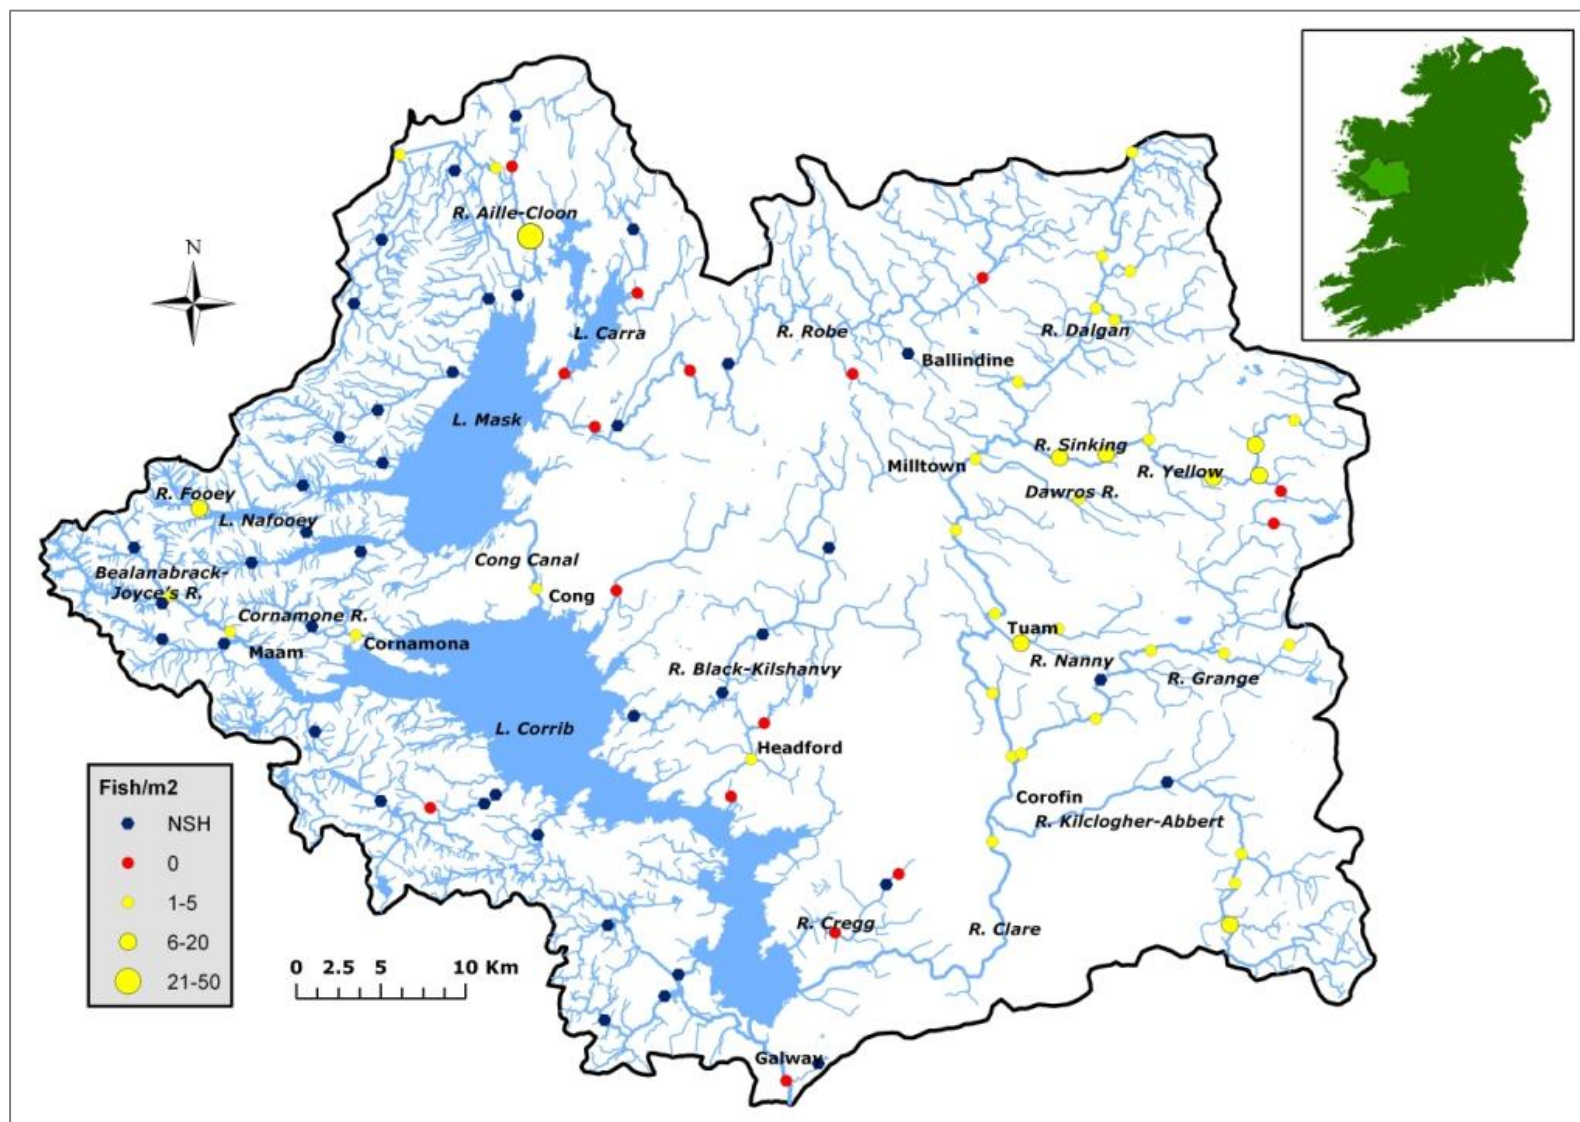 N
R. Aille-Cloon
L. Carra
R. Robe
R. Dalgan
Ballindine
L. Mask
R. Sinking
Milltown
R. Yellow
Dawros R.
R. Fooey
L. Nafooey
Cong Canal
Bealanabrack-
Joyce's R.
Cong
Cornamone R.
Tuam
Maam
Cornamona
R. Nanny
R. Black-Kilshanvy
R. Grange
L. Corrib
Headford
Fish/m2
NSH
0
1-5
6-20
21-50
Corofin
R. Kilclogher-Abbert
R. Cregg
R. Clare
0 2.5 5 10 Km
Galway